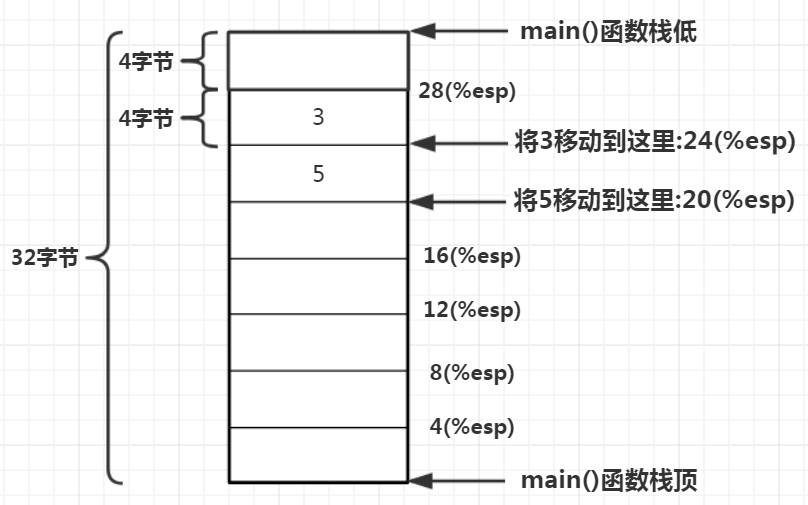 main()函数栈低
4字节
28(%esp)
4字节
3
将3移动到这里:24(%esp)
5
将5移动到这里:20(%esp)
32字节
16(%esp)
12(%esp)
8(%esp)
4(%esp)
main()函数栈顶